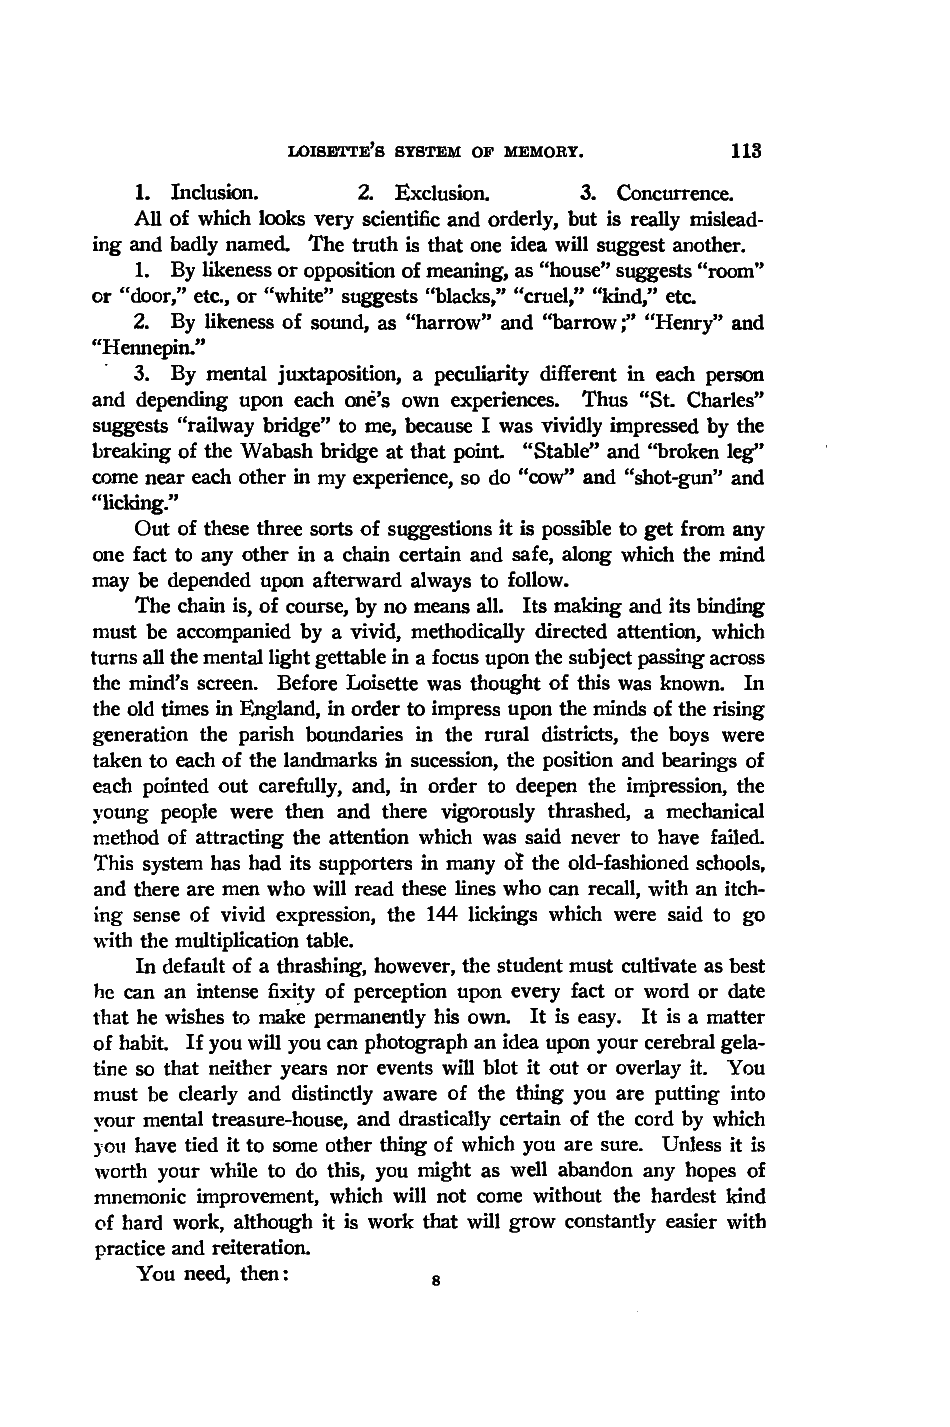 LOISETTE'S SYSTEM OF MEMORY. 113
1. Inclusion. 2. Exclusion. 3. Concurrence.
All of which looks very scientific and orderly, but is really mislead-
ing and badly named. The truth is that one idea will suggest another.
1. By likeness or opposition of meaning, as "house" suggests "room"
or "door," etc., or "white" suggests "blacks," "cruel," "kind," etc.
2. By likeness of sound, as "harrow" and "barrow;" "Henry" and
"Hennepin."
3. By mental juxtaposition, a peculiarity different in each person
and depending upon each one's own experiences. Thus "St. Charles"
suggests "railway bridge" to me, because I was vividly impressed by the
breaking of the Wabash bridge at that point. "Stable" and "broken leg"
come near each other in my experience, so do "cow" and "shot-gun" and
"licking."
Out of these three sorts of suggestions it is possible to get from any
one fact to any other in a chain certain and safe, along which the mind
may be depended upon afterward always to follow.
The chain is, of course, by no means all. Its making and its binding
must be accompanied by a vivid, methodically directed attention, which
turns all the mental light gettable in a focus upon the subject passing across
the mind's screen. Before Loisette was thought of this was known. In
the old times in England, in order to impress upon the minds of the rising
generation the parish boundaries in the rural districts, the boys were
taken to each of the landmarks in sucession, the position and bearings of
each pointed out carefully, and, in order to deepen the impression, the
young people were then and there vigorously thrashed, a mechanical
method of attracting the attention which was said never to have failed.
This system has had its supporters in many of the old-fashioned schools,
and there are men who will read these lines who can recall, with an itch-
ing sense of vivid expression, the 144 lickings which were said to go
with the multiplication table.
In default of a thrashing, however, the student must cultivate as best
he can an intense fixity of perception upon every fact or word or date
that he wishes to make permanently his own. It is easy. It is a matter
of habit. If you will you can photograph an idea upon your cerebral gela-
tine so that neither years nor events will blot it out or overlay it. You
must be clearly and distinctly aware of the thing you are putting into
your mental treasure-house, and drastically certain of the cord by which
you have tied it to some other thing of which you are sure. Unless it is
worth your while to do this, you might as well abandon any hopes of
mnemonic improvement, which will not come without the hardest kind
of hard work, although it is work that will grow constantly easier with
practice and reiteration.
You need, then:
8